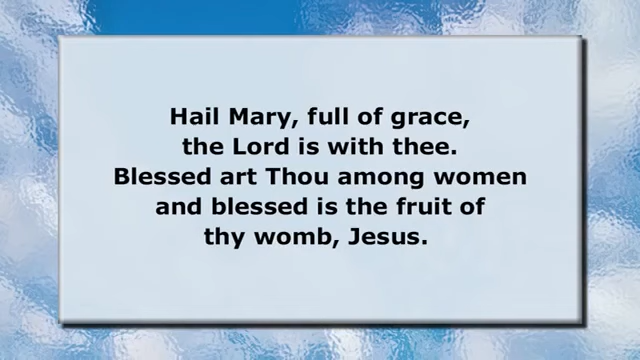 Hail Mary, full of grace,
the Lord is with thee.
Blessed art Thou among women
and blessed is the fruit of
thy womb, Jesus.